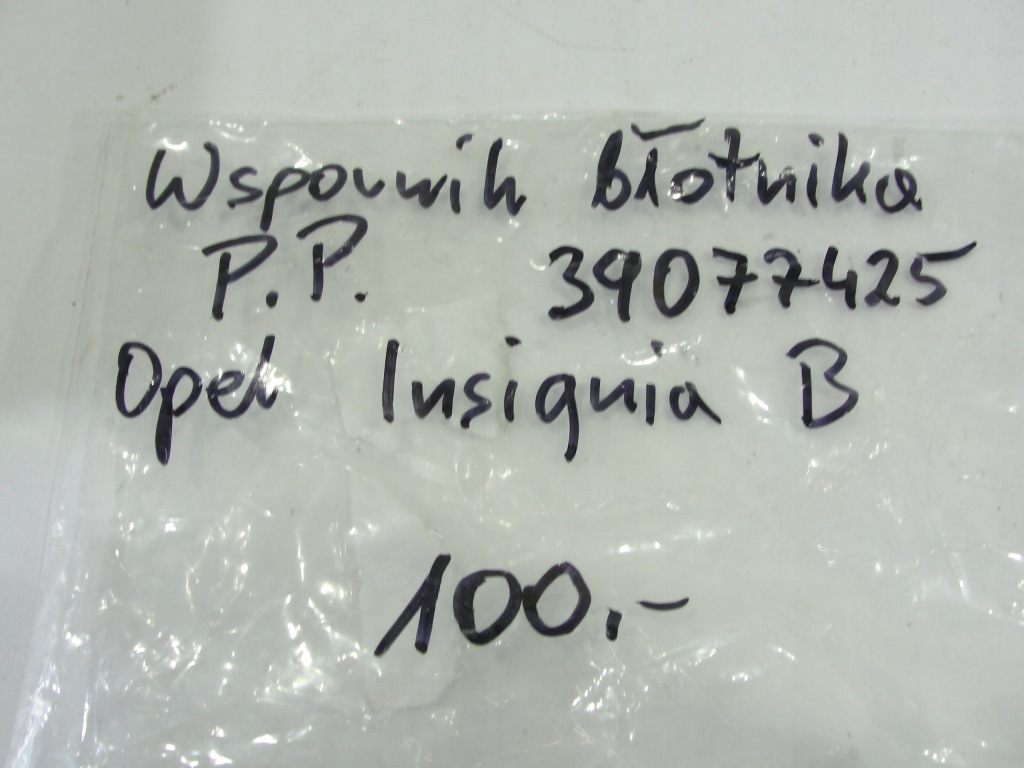 Wspornik błotnika
P.P. 39077425
Opel Insignia B
100.-